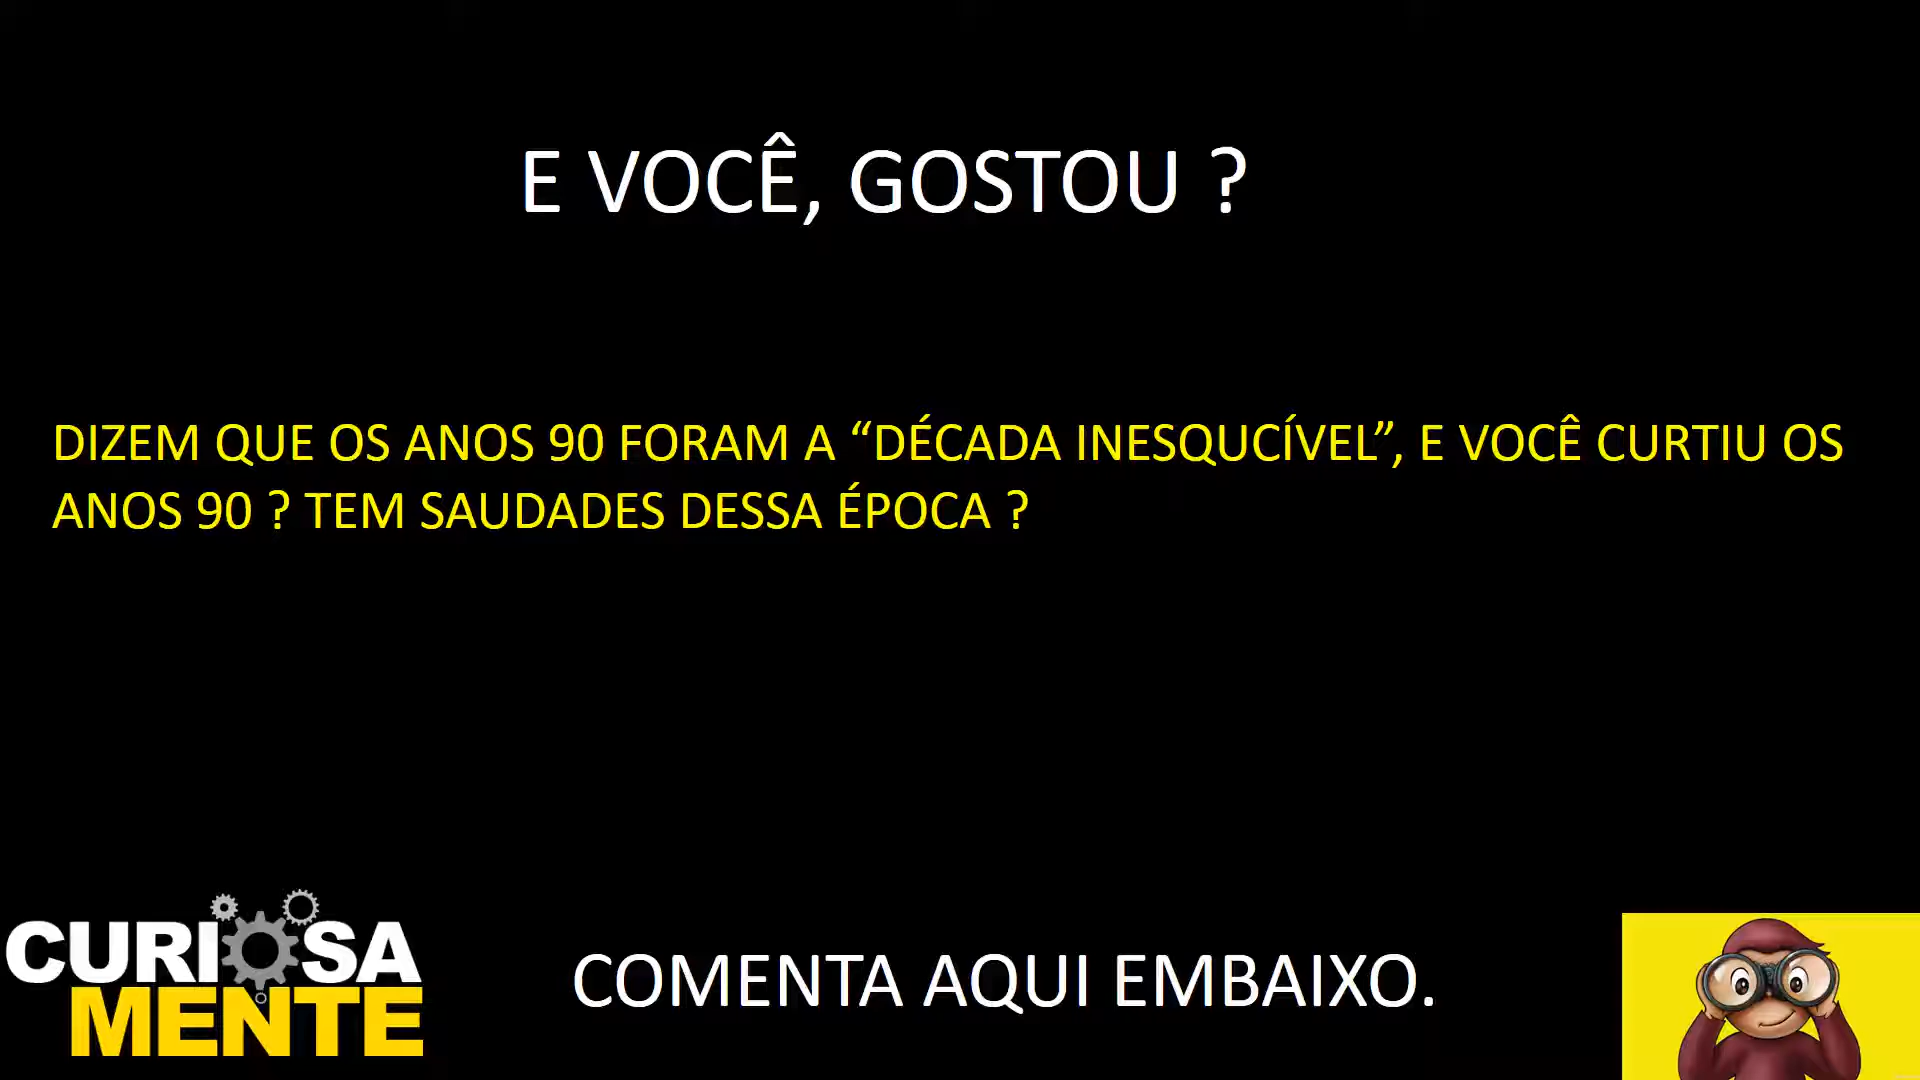 E VOCÊ, GOSTOU ?
DIZEM QUE OS ANOS 90 FORAM A “DÉCADA INESQUCÍVEL”, E VOCÊ CURTIU OS
ANOS 90 ? TEM SAUDADES DESSA ÉPOCA ?
CURIOSA
MENTE
COMENTA AQUI EMBAIXO.